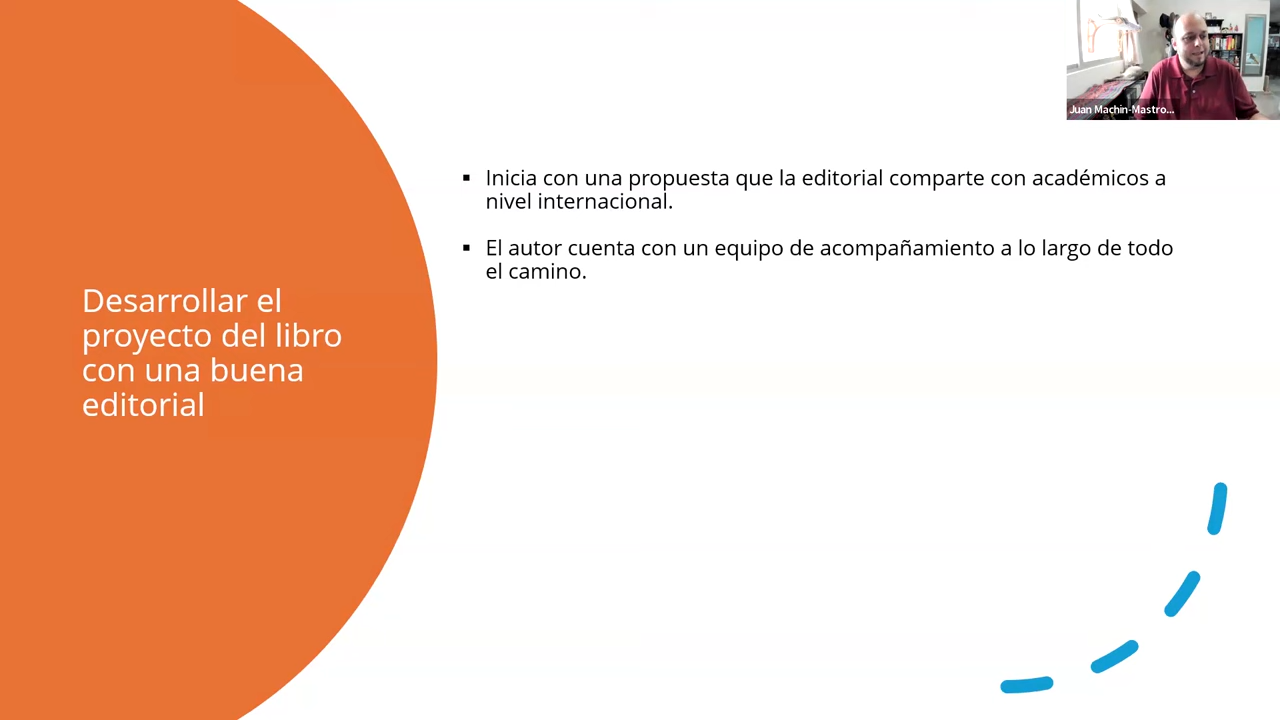 Juan Machin-Mastro...
Inicia con una propuesta que la editorial comparte con académicos a
nivel internacional.
El autor cuenta con un equipo de acompañamiento a lo largo de todo
el camino.
Desarrollar el
proyecto del libro
con una buena
editorial